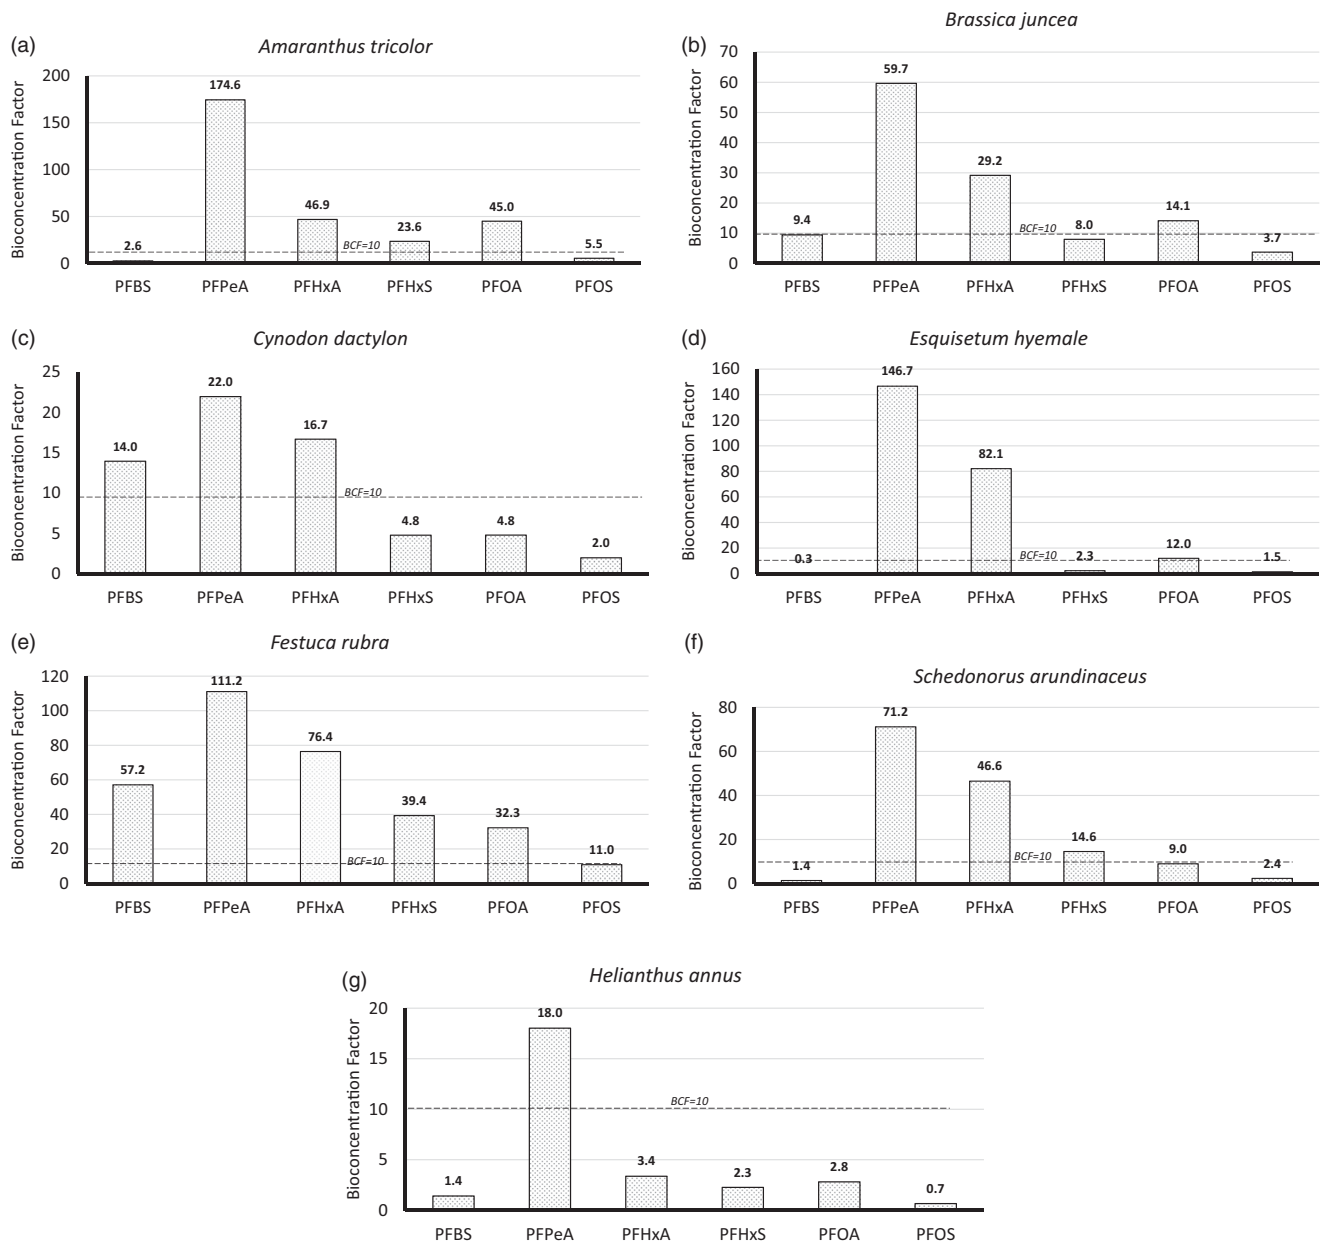 (a)
Amaranthus tricolor
Bioconcentration Factor
200
150
100
50
0
2.6
174.6
46.9
23.6
45.0
5.5
BCF=10
PFBS PFPeA PFHxA PFHxS PFOA PFOS
(b)
Brassica juncea
Bioconcentration Factor
70
60
50
40
30
20
10
0
9.4
59.7
29.2
8.0
14.1
3.7
BCF=10
PFBS PFPeA PFHxA PFHxS PFOA PFOS
(c)
Cynodon dactylon
Bioconcentration Factor
25
20
15
10
5
0
14.0
22.0
16.7
4.8
4.8
2.0
BCF=10
PFBS PFPeA PFHxA PFHxS PFOA PFOS
(d)
Esquisetum hyemale
Bioconcentration Factor
160
140
120
100
80
60
40
20
0
0.3
146.7
82.1
2.3
12.0
1.5
BCF=10
PFBS PFPeA PFHxA PFHxS PFOA PFOS
(e)
Festuca rubra
Bioconcentration Factor
120
100
80
60
40
20
0
57.2
111.2
76.4
39.4
32.3
11.0
BCF=10
PFBS PFPeA PFHxA PFHxS PFOA PFOS
(f)
Schedonorus arundinaceus
Bioconcentration Factor
80
60
40
20
0
1.4
71.2
46.6
14.6
9.0
2.4
BCF=10
PFBS PFPeA PFHxA PFHxS PFOA PFOS
(g)
Helianthus annus
Bioconcentration Factor
20
15
10
5
0
1.4
18.0
3.4
2.3
2.8
0.7
BCF=10
PFBS PFPeA PFHxA PFHxS PFOA PFOS